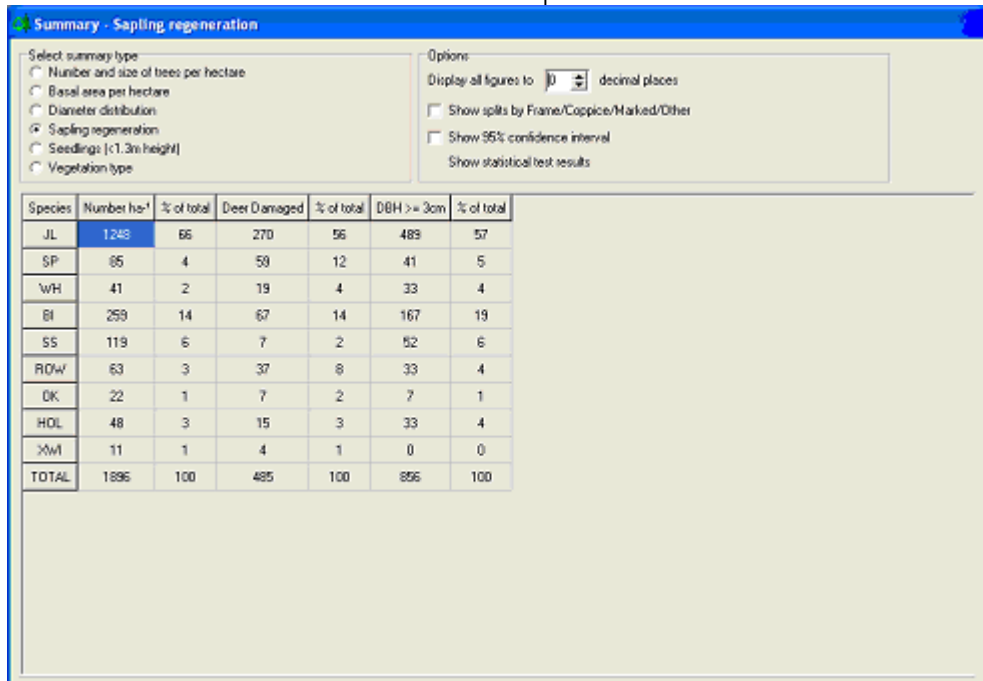 Summary - Sapling regeneration
Select summary type
Number and size of trees per hectare
Basal area per hectare
Diameter distribution
Sapling regeneration
Seedlings (<1.3m height)
Vegetation type
Options
Display all figures to 0 decimal places
Show splits by Frame/Coppice/Marked/Other
Show 95% confidence interval
Show statistical test results
Species Number ha-¹ % of total Deer Damaged % of total DBH >= 3cm % of total
JL 1248 66 270 56 489 57
SP 85 4 59 12 41 5
WH 41 2 19 4 33 4
BI 259 14 67 14 167 19
SS 119 6 7 2 52 6
ROW 63 3 37 8 33 4
OK 22 1 7 2 7 1
HOL 48 3 15 3 33 4
XWI 11 1 4 1 0 0
TOTAL 1896 100 485 100 856 100